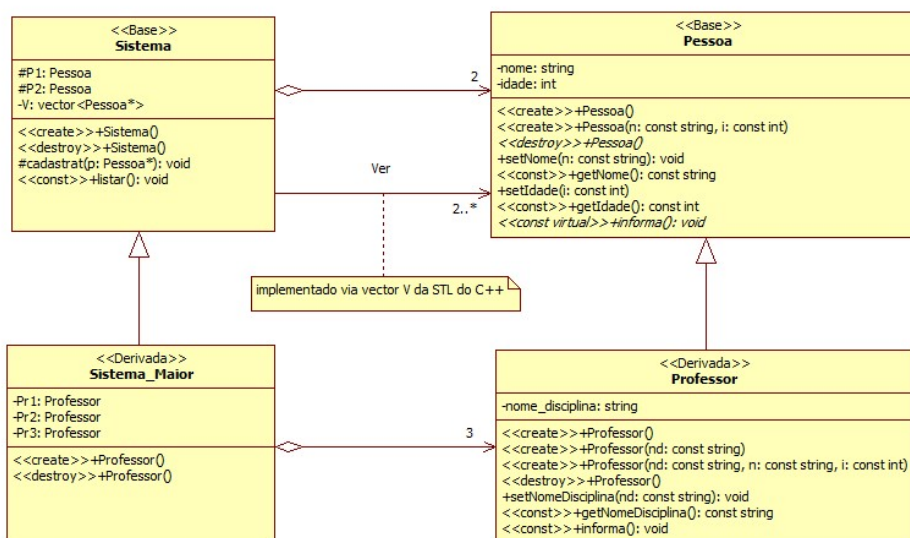 <<Base>>
Sistema
#P1: Pessoa
#P2: Pessoa
-V: vector<Pessoa*>
<<create>>+Sistema()
<<destroy>>+Sistema()
#cadastrat(p: Pessoa*): void
<<const>>+listar(): void
<<Base>>
Pessoa
-nome: string
-idade: int
<<create>>+Pessoa()
<<create>>+Pessoa(n: const string, i: const int)
<<destroy>>+Pessoa()
+setNome(n: const string): void
<<const>>+getNome(): const string
+setIdade(i: const int)
<<const>>+getIdade(): const int
<<const virtual>>+informa(): void
2
Ver
2..*
implementado via vector V da STL do C++
<<Derivada>>
Sistema_Maior
-Pr1: Professor
-Pr2: Professor
-Pr3: Professor
<<create>>+Professor()
<<destroy>>+Professor()
3
<<Derivada>>
Professor
-nome_disciplina: string
<<create>>+Professor()
<<create>>+Professor(nd: const string)
<<create>>+Professor(nd: const string, n: const string, i: const int)
<<destroy>>+Professor()
+setNomeDisciplina(nd: const string): void
<<const>>+getNomeDisciplina(): const string
<<const>>+informa(): void